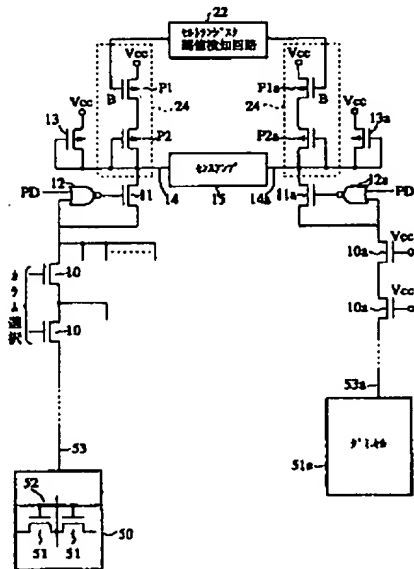 22
セルトランジスタ
閾値検知回路
Vcc
Vcc
P1
P1a
B
B
24
24
Vcc
Vcc
13
13a
P2
P2a
センスアンプ
12
12a
PD
PD
11
11a
14
15
14a
Vcc
10
10a
カラム選択
Vcc
10
10a
53
53a
ダミーセル
51a
52
51
51
50